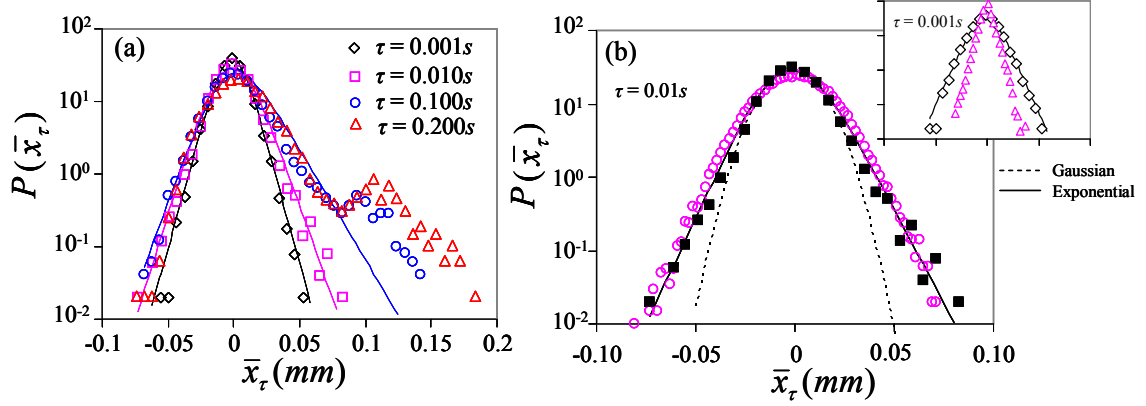 (a)
τ = 0.001s
τ = 0.010s
τ = 0.100s
τ = 0.200s
10²
10¹
10⁰
10⁻¹
10⁻²
P(x̄τ)
-0.1 -0.05 0 0.05 0.1 0.15 0.2
x̄τ(mm)
(b)
τ = 0.01s
10²
10¹
10⁰
10⁻¹
10⁻²
P(x̄τ)
-0.10 -0.05 0 0.05 0.10
x̄τ(mm)
τ = 0.001s
Gaussian
Exponential